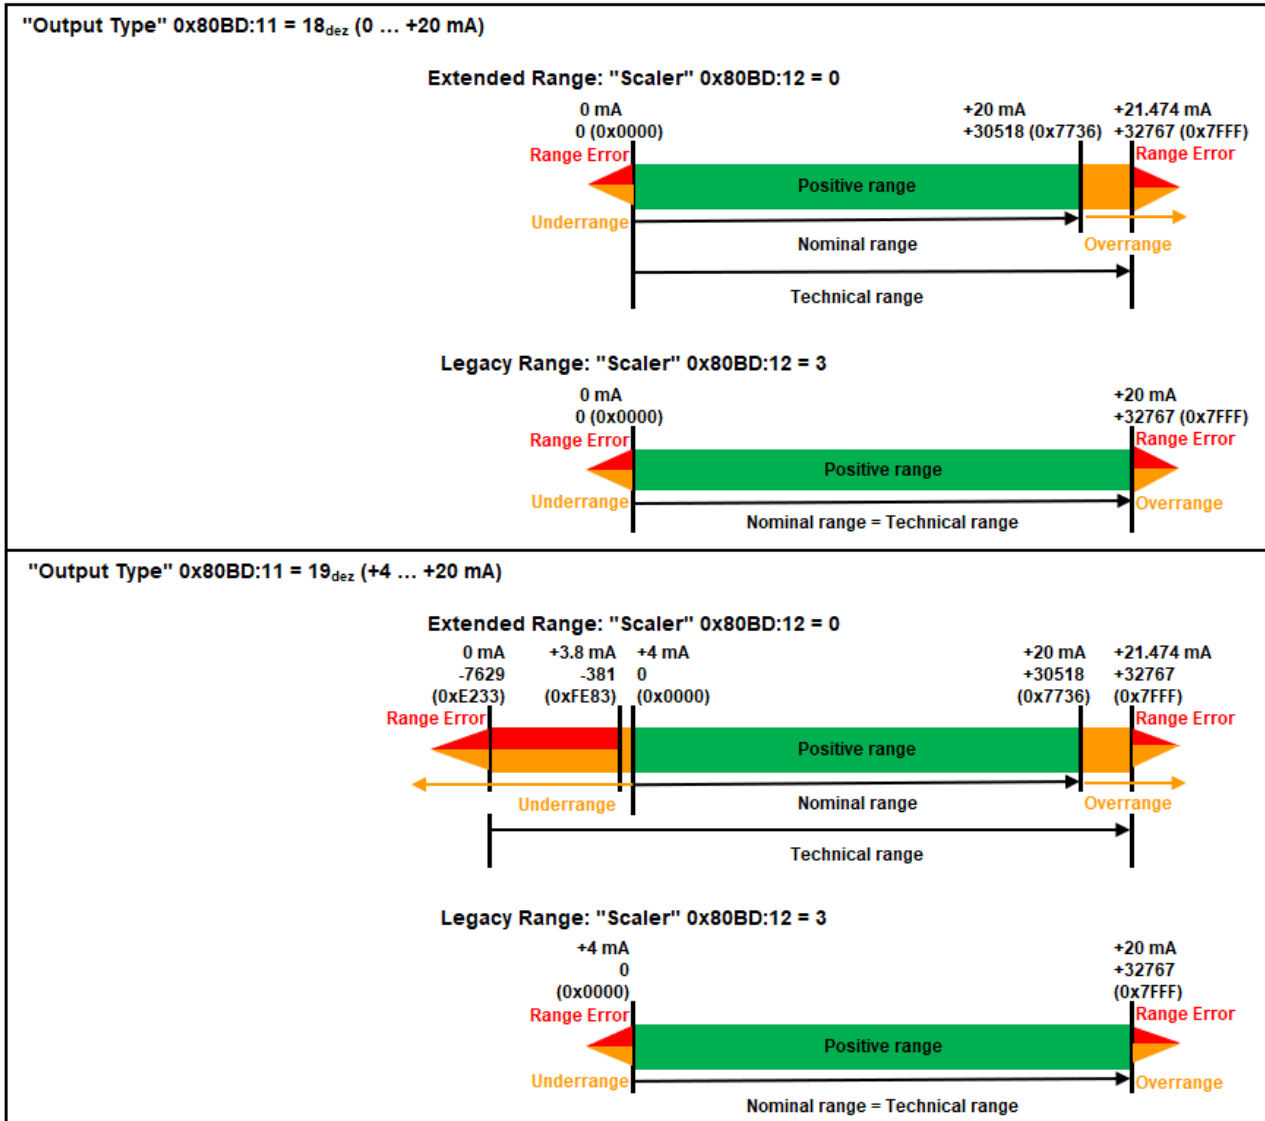 "Output Type" 0x80BD:11 = 18dez (0 ... +20 mA)
Extended Range: "Scaler" 0x80BD:12 = 0
0 mA +20 mA +21.474 mA
0 (0x0000) +30518 (0x7736) +32767 (0x7FFF)
Range Error Range Error
Positive range
Underrange Nominal range Overrange
Technical range
Legacy Range: "Scaler" 0x80BD:12 = 3
0 mA +20 mA
0 (0x0000) +32767 (0x7FFF)
Range Error Range Error
Positive range
Underrange Overrange
Nominal range = Technical range
"Output Type" 0x80BD:11 = 19dez (+4 ... +20 mA)
Extended Range: "Scaler" 0x80BD:12 = 0
0 mA +3.8 mA +4 mA +20 mA +21.474 mA
-7629 -381 0 +30518 +32767
(0xE233) (0xFE83) (0x0000) (0x7736) (0x7FFF)
Range Error Range Error
Positive range
Underrange Nominal range Overrange
Technical range
Legacy Range: "Scaler" 0x80BD:12 = 3
+4 mA +20 mA
0 +32767
(0x0000) (0x7FFF)
Range Error Range Error
Positive range
Underrange Overrange
Nominal range = Technical range